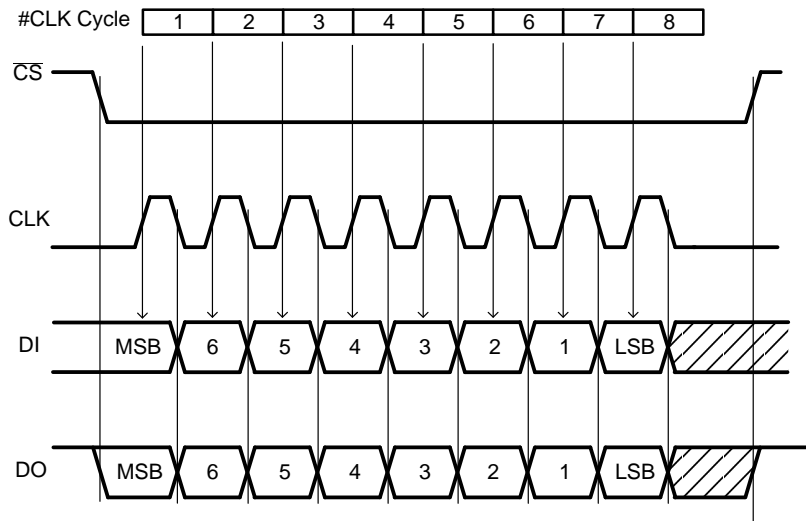 #CLK Cycle 1 2 3 4 5 6 7 8
C̅S̅
CLK
DI MSB 6 5 4 3 2 1 LSB
DO MSB 6 5 4 3 2 1 LSB